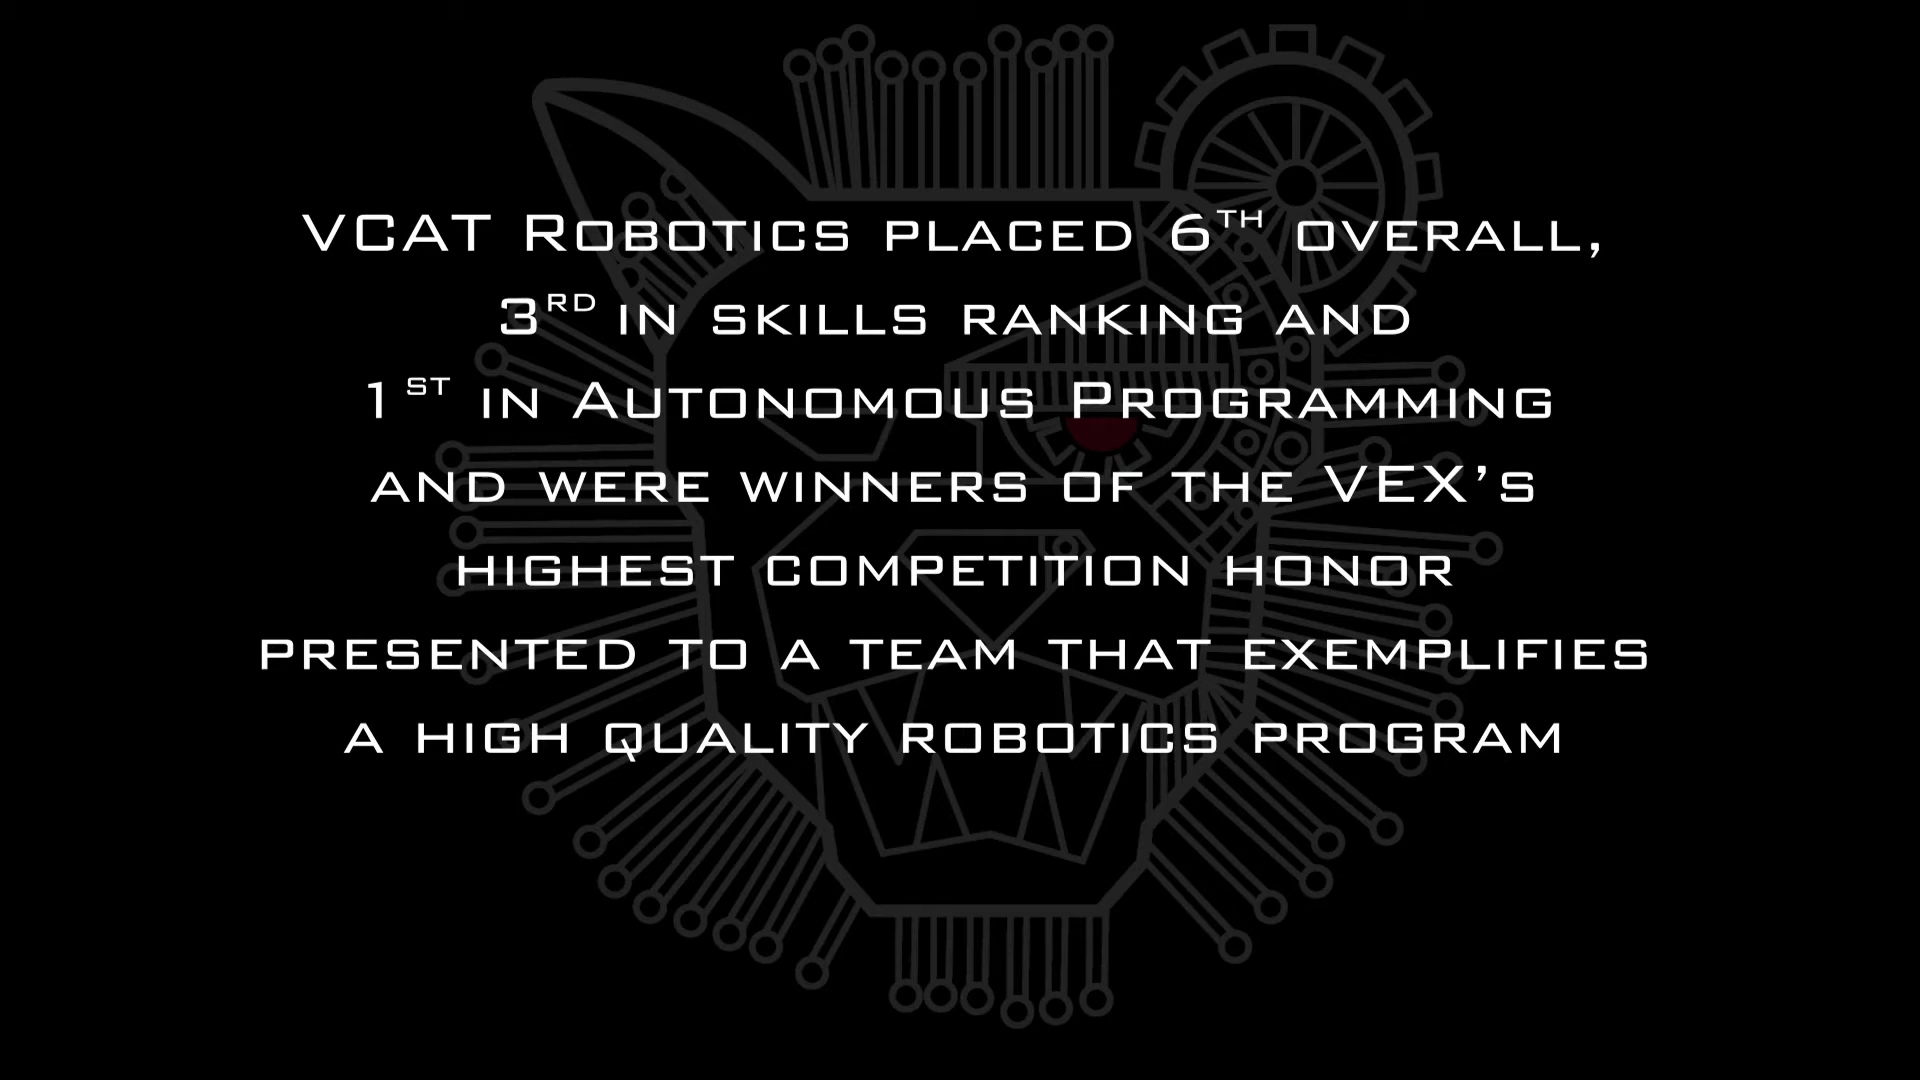 VCAT Robotics placed 6th overall,
3rd in skills ranking and
1st in Autonomous Programming
and were winners of the VEX's
highest competition honor
presented to a team that exemplifies
a high quality robotics program